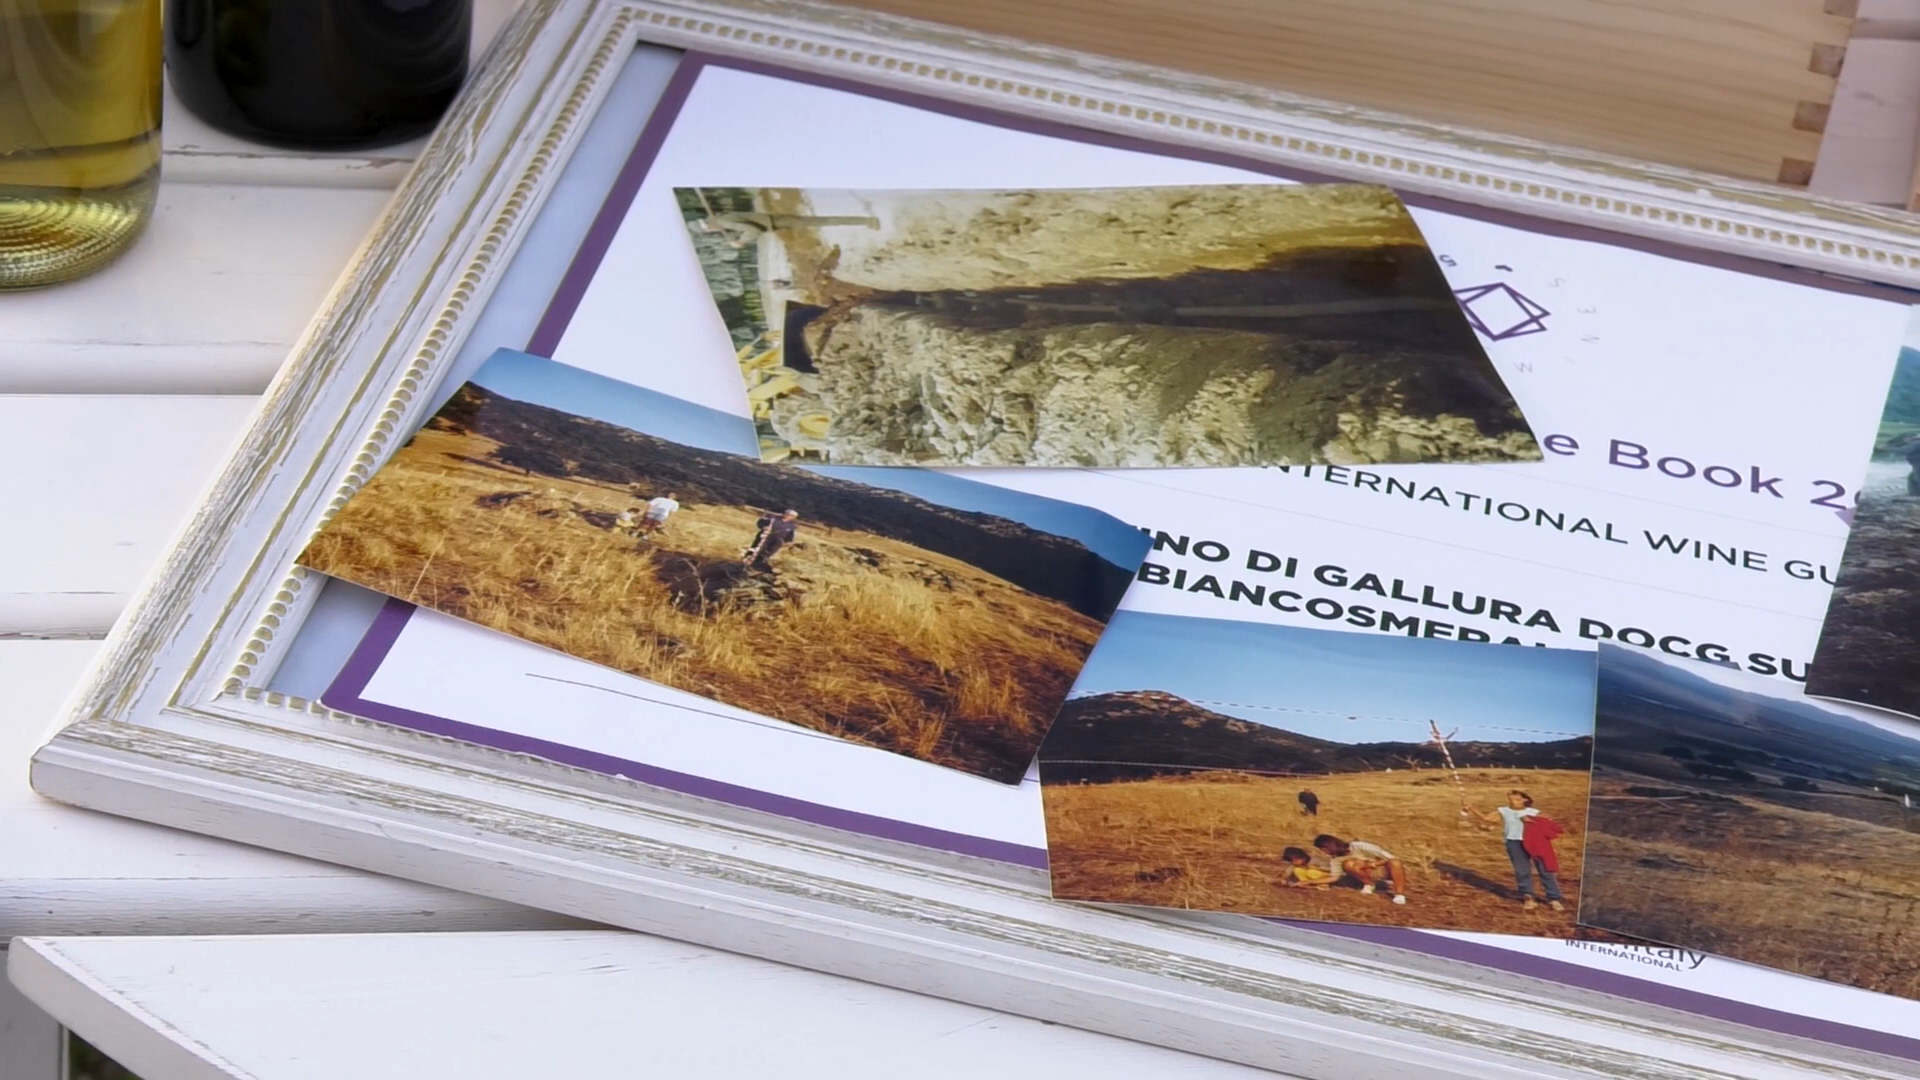 e Book 2
NTERNATIONAL WINE GU
NO DI GALLURA DOCG SU
BIANCOSMERAL
INTERNATIONAL